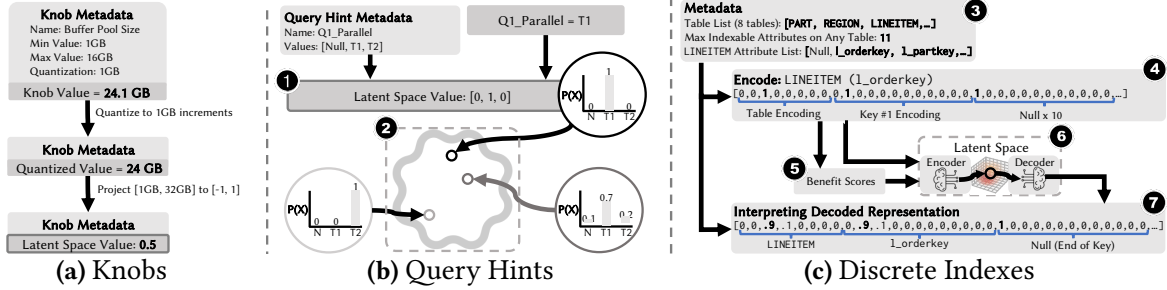 Knob Metadata
Name: Buffer Pool Size
Min Value: 1GB
Max Value: 16GB
Quantization: 1GB
Knob Value = 24.1 GB
Quantize to 1GB increments
Knob Metadata
Quantized Value = 24 GB
Project [1GB, 32GB] to [-1, 1]
Knob Metadata
Latent Space Value: 0.5
(a) Knobs
Query Hint Metadata
Name: Q1_Parallel
Values: [Null, T1, T2]
Q1_Parallel = T1
1
Latent Space Value: [0, 1, 0]
P(X)
0 1 0
N T1 T2
2
P(X)
0 0 1
N T1 T2
P(X)
0.1 0.7 0.2
N T1 T2
(b) Query Hints
Metadata
3
Table List (8 tables): [PART, REGION, LINEITEM,…]
Max Indexable Attributes on Any Table: 11
LINEITEM Attribute List: [Null, l_orderkey, l_partkey,…]
Encode: LINEITEM (l_orderkey)
4
[0,0,1,0,0,0,0,0,0,1,0,0,0,0,0,0,0,0,0,0,1,0,0,0,0,0,0,0,0,0,0,…]
Table Encoding
Key #1 Encoding
Null x 10
5
Benefit Scores
6
Latent Space
Encoder
Decoder
7
Interpreting Decoded Representation
[0,0,.9,.1,0,0,0,0,0,.9,.1,0,0,0,0,0,0,0,0,0,1,0,0,0,0,0,0,0,0,0,0,…]
LINEITEM
l_orderkey
Null (End of Key)
(c) Discrete Indexes